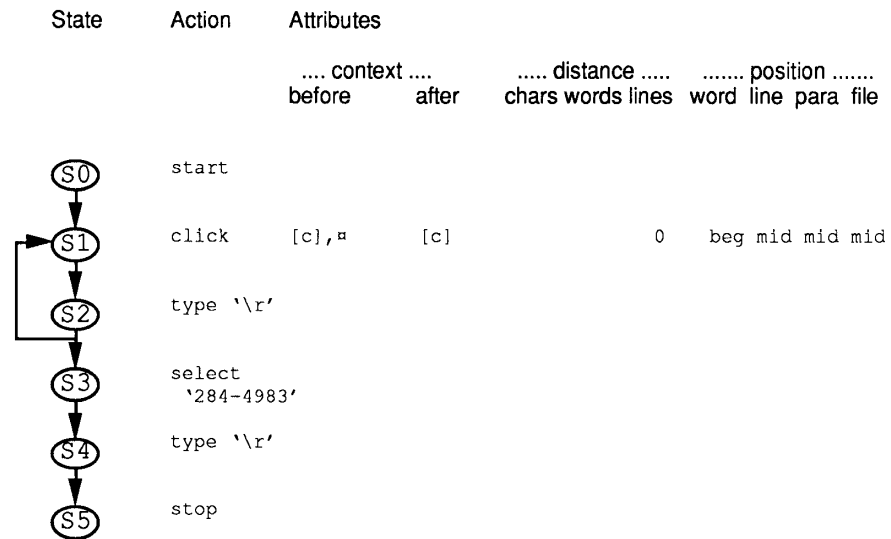 State Action Attributes
.... context .... ..... distance ..... ....... position .......
before after chars words lines word line para file
S0 start
S1 click [c],¤ [c] 0 beg mid mid mid
S2 type `\r'
S3 select
`284-4983'
S4 type `\r'
S5 stop